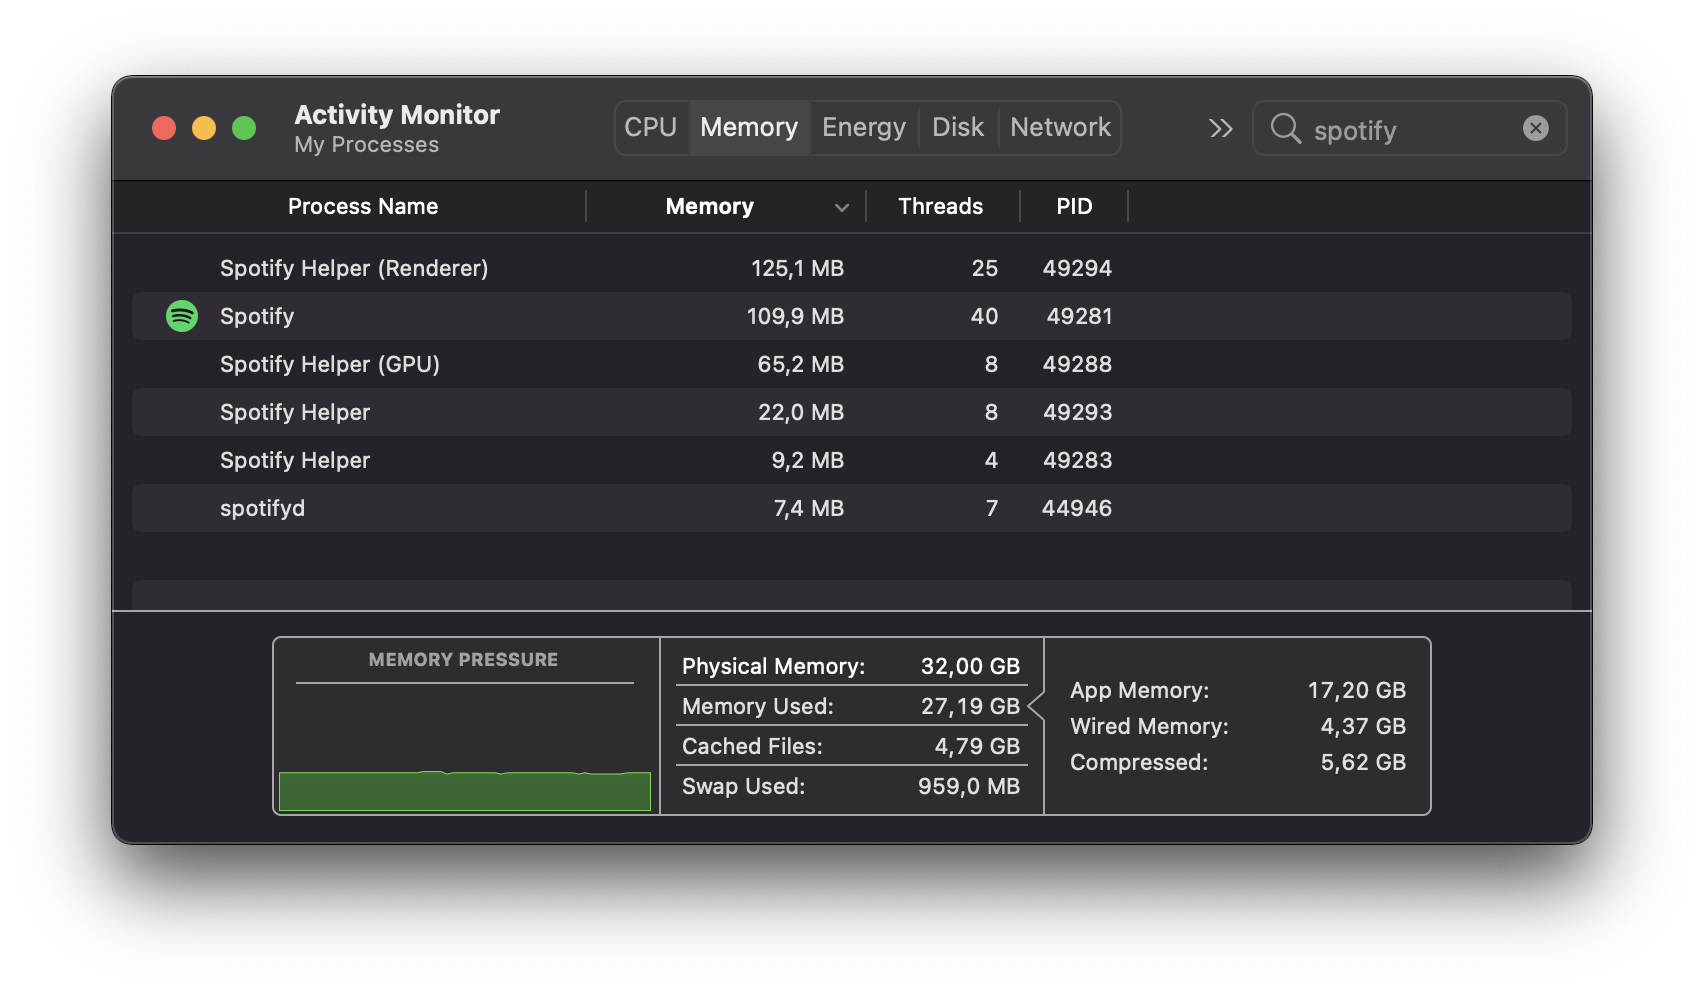 Activity Monitor
My Processes
CPU Memory Energy Disk Network
spotify
Process Name Memory Threads PID
Spotify Helper (Renderer) 125,1 MB 25 49294
Spotify 109,9 MB 40 49281
Spotify Helper (GPU) 65,2 MB 8 49288
Spotify Helper 22,0 MB 8 49293
Spotify Helper 9,2 MB 4 49283
spotifyd 7,4 MB 7 44946
MEMORY PRESSURE
Physical Memory: 32,00 GB
Memory Used: 27,19 GB
Cached Files: 4,79 GB
Swap Used: 959,0 MB
App Memory: 17,20 GB
Wired Memory: 4,37 GB
Compressed: 5,62 GB